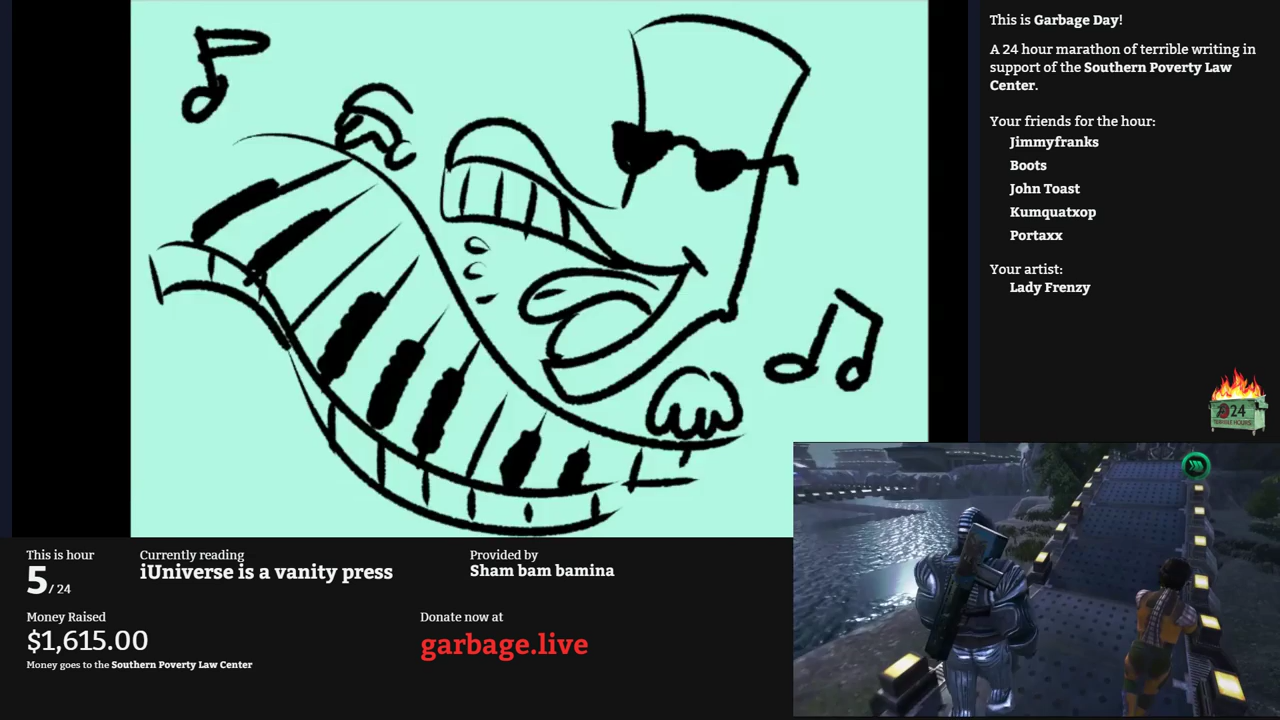 This is Garbage Day!
A 24 hour marathon of terrible writing in
support of the Southern Poverty Law
Center.
Your friends for the hour:
Jimmyfranks
Boots
John Toast
Kumquatxop
Portaxx
Your artist:
Lady Frenzy
This is hour
5 / 24
Currently reading
iUniverse is a vanity press
Provided by
Sham bam bamina
Money Raised
$1,615.00
Money goes to the Southern Poverty Law Center
Donate now at
garbage.live